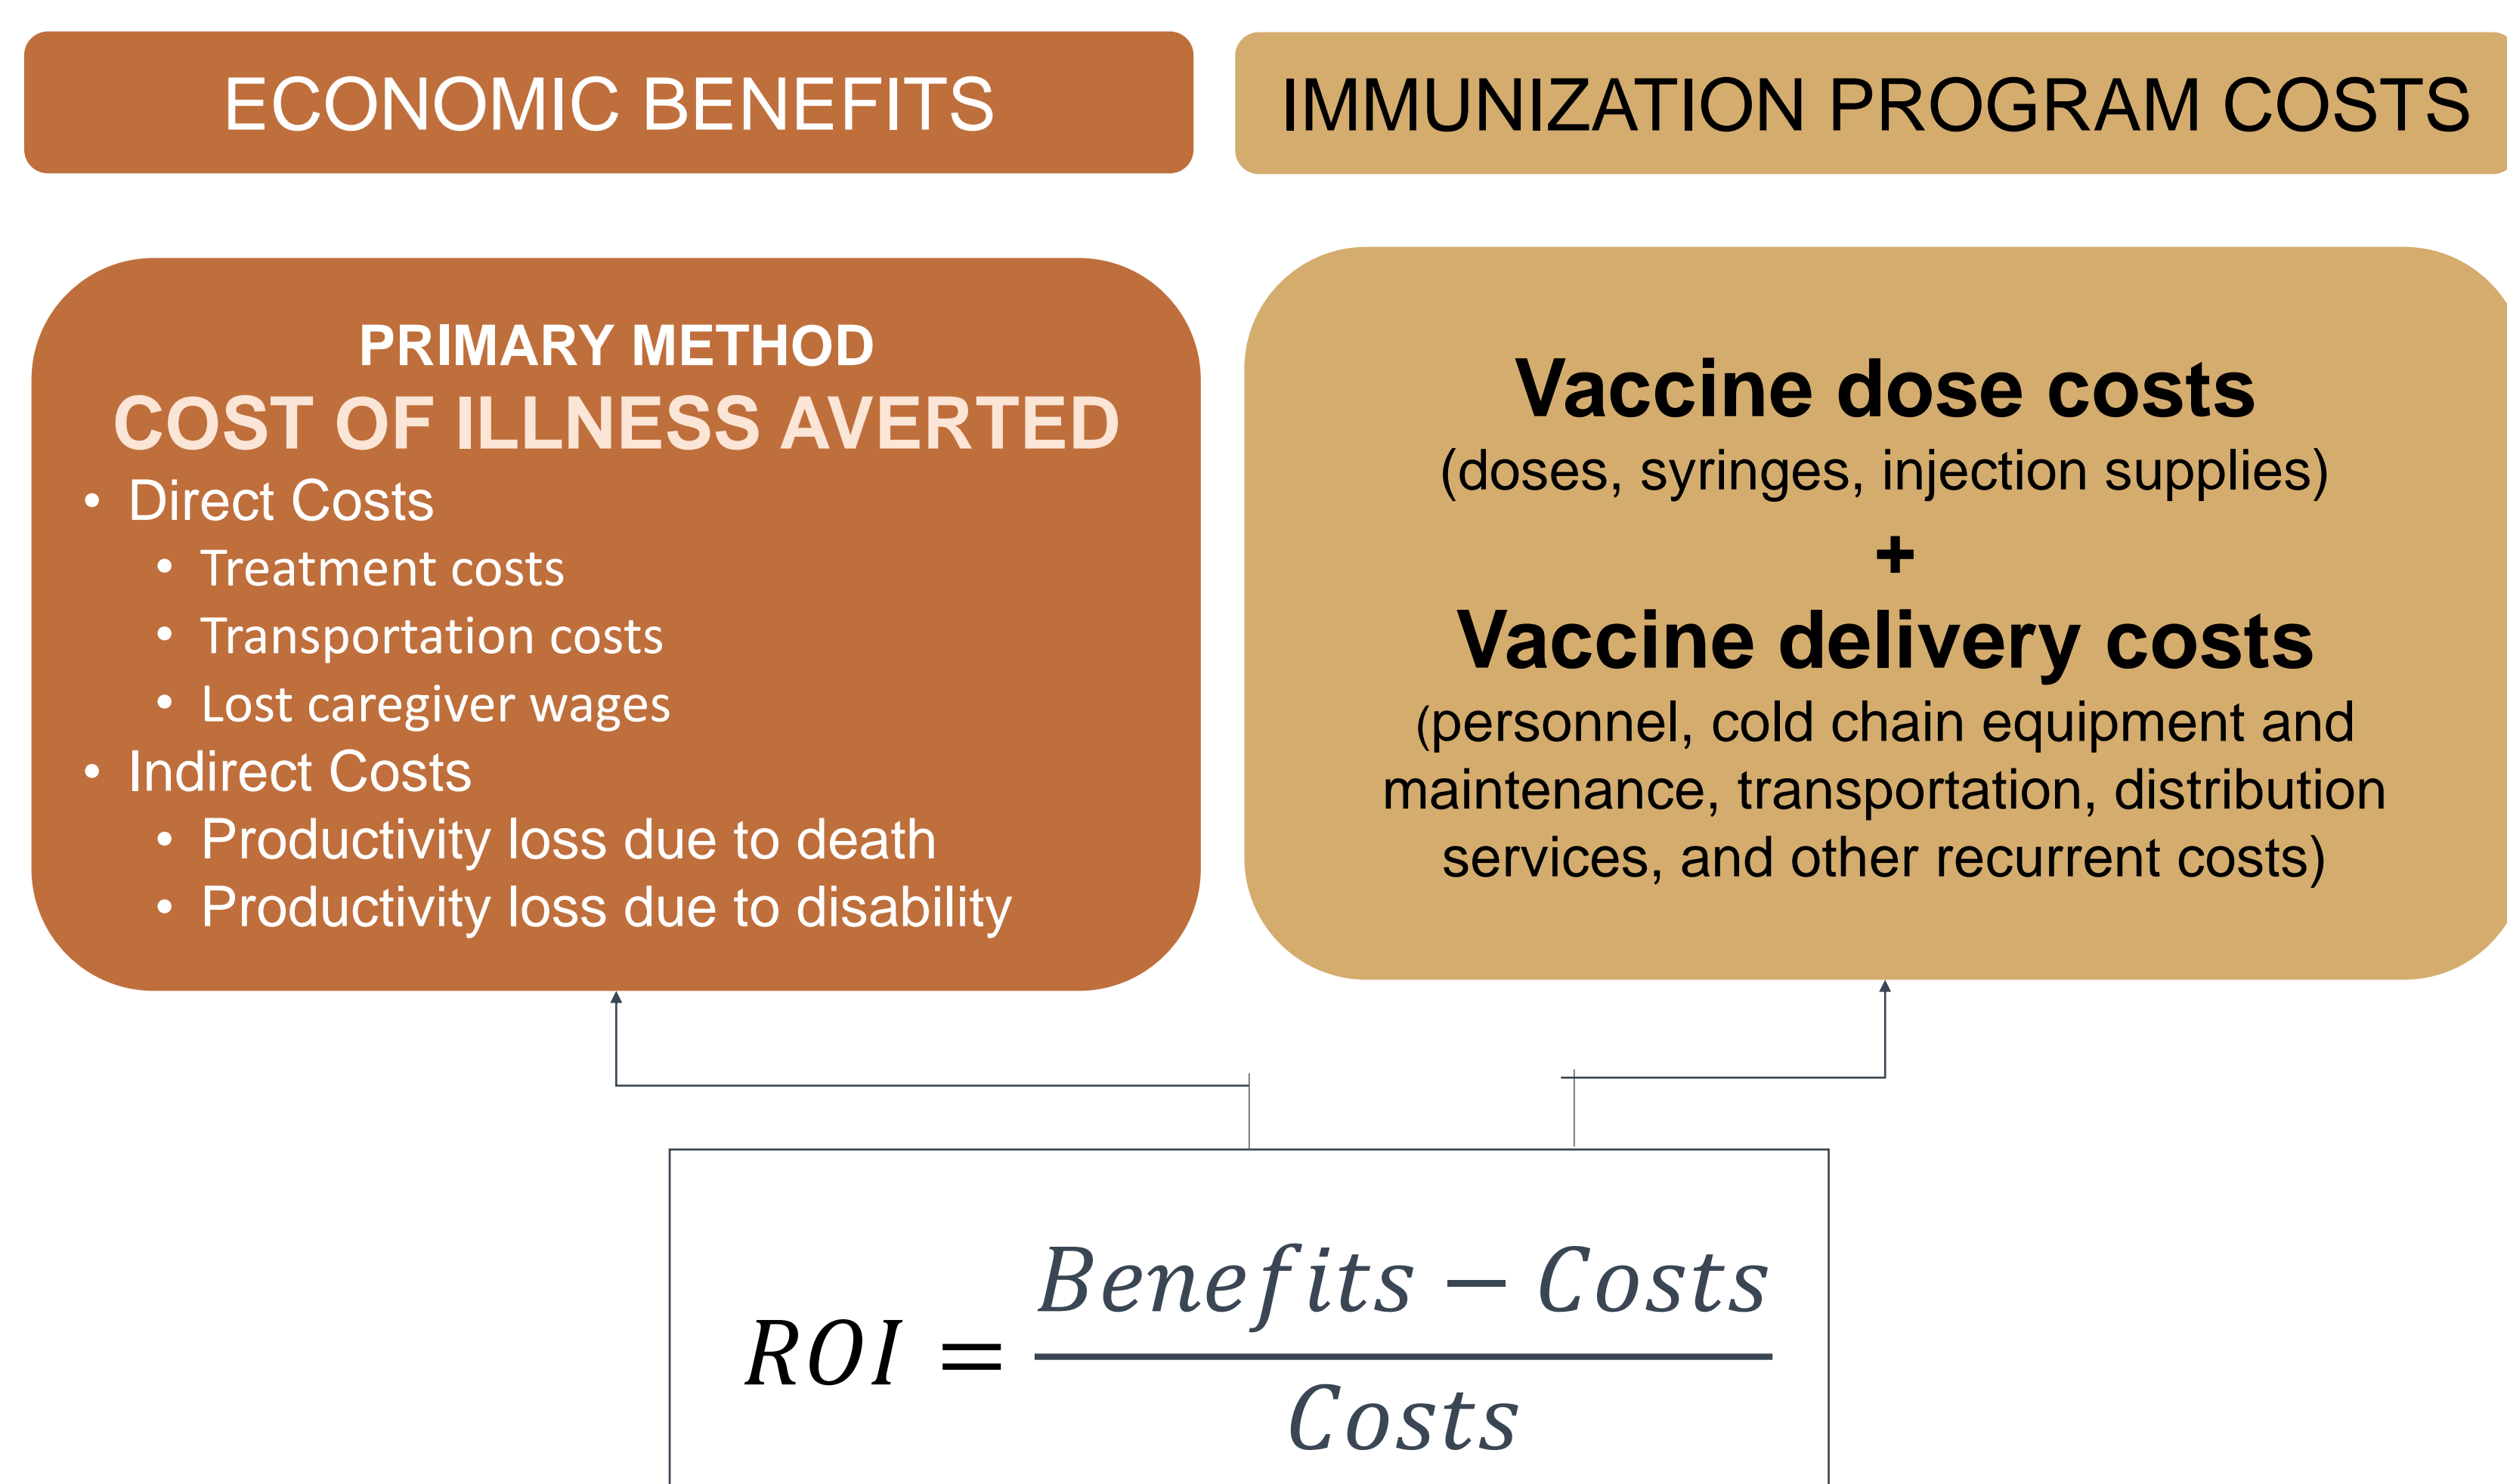 ECONOMIC BENEFITS
IMMUNIZATION PROGRAM COSTS
PRIMARY METHOD
COST OF ILLNESS AVERTED
• Direct Costs
• Treatment costs
• Transportation costs
• Lost caregiver wages
• Indirect Costs
• Productivity loss due to death
• Productivity loss due to disability
Vaccine dose costs
(doses, syringes, injection supplies)
+
Vaccine delivery costs
(personnel, cold chain equipment and
maintenance, transportation, distribution
services, and other recurrent costs)
Benefits − Costs
ROI =
Costs